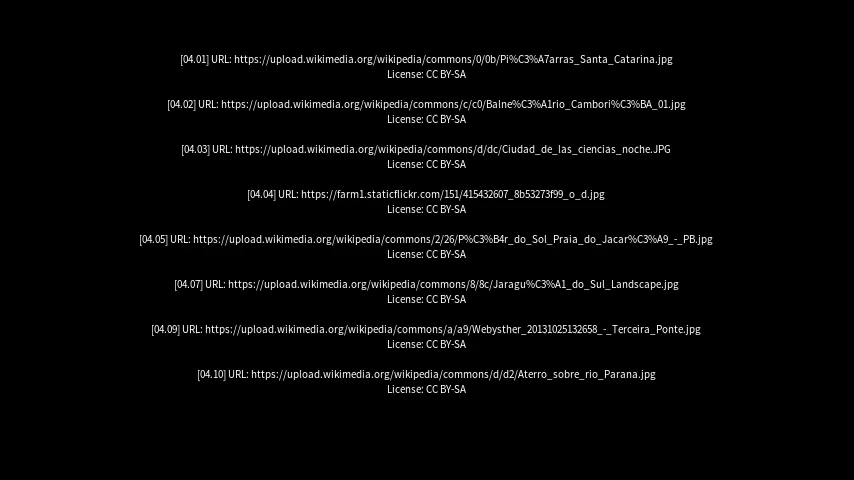 [04.01] URL: https://upload.wikimedia.org/wikipedia/commons/0/0b/Pi%C3%A7arras_Santa_Catarina.jpg
License: CC BY-SA
[04.02] URL: https://upload.wikimedia.org/wikipedia/commons/c/c0/Balne%C3%A1rio_Cambori%C3%BA_01.jpg
License: CC BY-SA
[04.03] URL: https://upload.wikimedia.org/wikipedia/commons/d/dc/Ciudad_de_las_ciencias_noche.JPG
License: CC BY-SA
[04.04] URL: https://farm1.staticflickr.com/151/415432607_8b53273f99_o_d.jpg
License: CC BY-SA
[04.05] URL: https://upload.wikimedia.org/wikipedia/commons/2/26/P%C3%B4r_do_Sol_Praia_do_Jacar%C3%A9_-_PB.jpg
License: CC BY-SA
[04.07] URL: https://upload.wikimedia.org/wikipedia/commons/8/8c/Jaragu%C3%A1_do_Sul_Landscape.jpg
License: CC BY-SA
[04.09] URL: https://upload.wikimedia.org/wikipedia/commons/a/a9/Webysther_20131025132658_-_Terceira_Ponte.jpg
License: CC BY-SA
[04.10] URL: https://upload.wikimedia.org/wikipedia/commons/d/d2/Aterro_sobre_rio_Parana.jpg
License: CC BY-SA